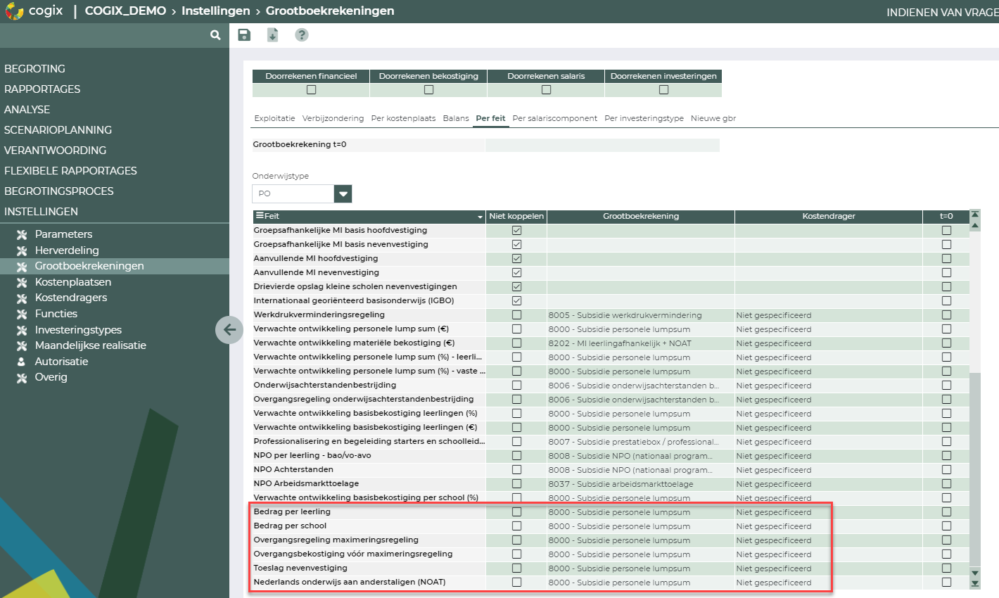 cogix | COGIX_DEMO › Instellingen › Grootboekrekeningen
INDIENEN VAN VRAGE
BEGROTING
RAPPORTAGES
ANALYSE
SCENARIOPLANNING
VERANTWOORDING
FLEXIBELE RAPPORTAGES
BEGROTINGSPROCES
INSTELLINGEN
Parameters
Herverdeling
Grootboekrekeningen
Kostenplaatsen
Kostendragers
Functies
Investeringstypes
Maandelijkse realisatie
Autorisatie
Overig
Doorrekenen financieel Doorrekenen bekostiging Doorrekenen salaris Doorrekenen investeringen
Exploitatie Verbijzondering Per kostenplaats Balans Per feit Per salariscomponent Per investeringstype Nieuwe gbr
Grootboekrekening t=0
Onderwijstype
PO
Feit Niet koppelen Grootboekrekening Kostendrager t=0
Groepsafhankelijke MI basis hoofdvestiging
Groepsafhankelijke MI basis nevenvestiging
Aanvullende MI hoofdvestiging
Aanvullende MI nevenvestiging
Drievierde opslag kleine scholen nevenvestigingen
Internationaal georiënteerd basisonderwijs (IGBO)
Werkdrukverminderingsregeling 8005 - Subsidie werkdrukvermindering Niet gespecificeerd
Verwachte ontwikkeling personele lump sum (€) 8000 - Subsidie personele lumpsum Niet gespecificeerd
Verwachte ontwikkeling materiële bekostiging (€) 8202 - MI leerlingafhankelijk + NOAT Niet gespecificeerd
Verwachte ontwikkeling personele lump sum (%) - leerli... 8000 - Subsidie personele lumpsum Niet gespecificeerd
Verwachte ontwikkeling personele lump sum (%) - vaste ... 8000 - Subsidie personele lumpsum Niet gespecificeerd
Onderwijsachterstandenbestrijding 8006 - Subsidie onderwijsachterstanden b... Niet gespecificeerd
Overgangsregeling onderwijsachterstandenbestrijding 8006 - Subsidie onderwijsachterstanden b... Niet gespecificeerd
Verwachte ontwikkeling basisbekostiging leerlingen (%) 8000 - Subsidie personele lumpsum Niet gespecificeerd
Verwachte ontwikkeling basisbekostiging leerlingen (€) 8000 - Subsidie personele lumpsum Niet gespecificeerd
Professionalisering en begeleiding starters en schoolleid... 8007 - Subsidie prestatiebox / professional... Niet gespecificeerd
NPO per leerling - bao/vo-avo 8008 - Subsidie NPO (nationaal program... Niet gespecificeerd
NPO Achterstanden 8008 - Subsidie NPO (nationaal program... Niet gespecificeerd
NPO Arbeidsmarkttoelage 8037 - Subsidie arbeidsmarkttoelage Niet gespecificeerd
Verwachte ontwikkeling basisbekostiging per school (%) 8000 - Subsidie personele lumpsum Niet gespecificeerd
Bedrag per leerling 8000 - Subsidie personele lumpsum Niet gespecificeerd
Bedrag per school 8000 - Subsidie personele lumpsum Niet gespecificeerd
Overgangsregeling maximeringsregeling 8000 - Subsidie personele lumpsum Niet gespecificeerd
Overgangsbekostiging vóór maximeringsregeling 8000 - Subsidie personele lumpsum Niet gespecificeerd
Toeslag nevenvestiging 8000 - Subsidie personele lumpsum Niet gespecificeerd
Nederlands onderwijs aan anderstaligen (NOAT) 8000 - Subsidie personele lumpsum Niet gespecificeerd